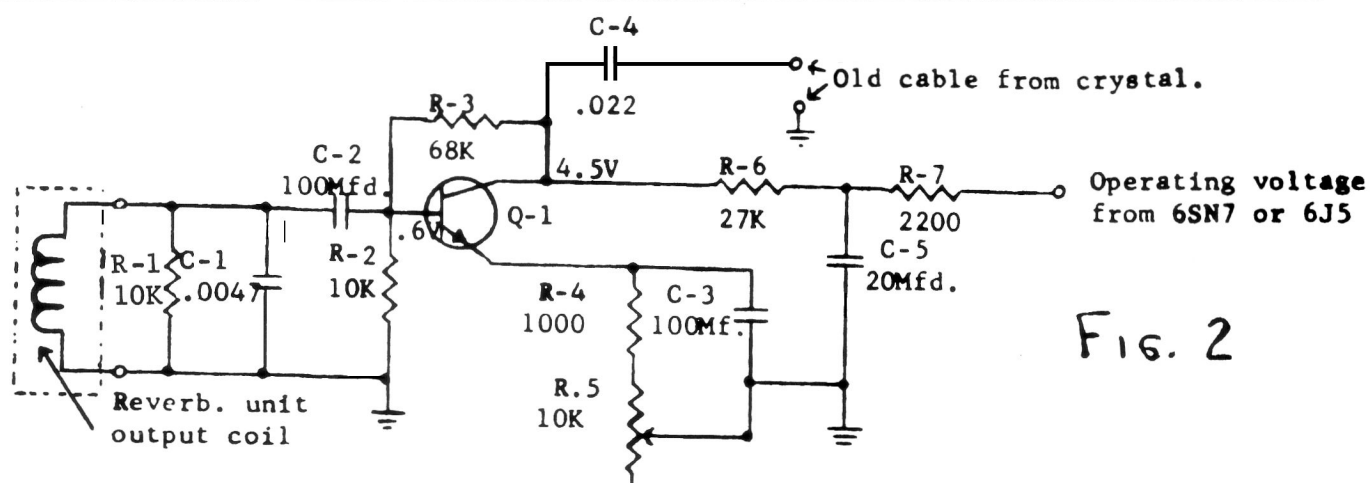 C-4
.022
Old cable from crystal.
R-3
68K
C-2
100Mfd.
4.5V
Q-1
.6V
R-6
27K
R-7
2200
Operating voltage
from 6SN7 or 6J5
R-1
10K
C-1
.0047
R-2
10K
R-4
1000
C-3
100Mf.
C-5
20Mfd.
R.5
10K
Reverb. unit
output coil
FIG. 2